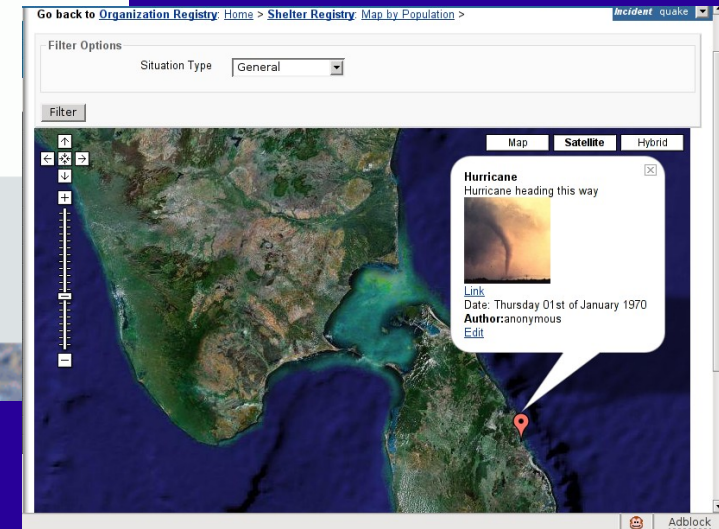 Go back to Organization Registry: Home > Shelter Registry: Map by Population >
Incident quake
Filter Options
Situation Type General
Filter
Map Satellite Hybrid
Hurricane
Hurricane heading this way
Link
Date: Thursday 01st of January 1970
Author:anonymous
Edit
Adblock